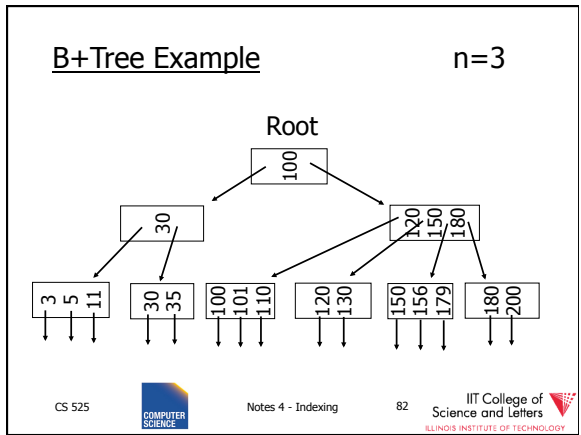 B+Tree Example n=3
Root
100
30 120 150 180
3 5 11 30 35 100 101 110 120 130 150 156 179 180 200
CS 525 COMPUTER SCIENCE Notes 4 - Indexing 82 IIT College of Science and Letters
ILLINOIS INSTITUTE OF TECHNOLOGY